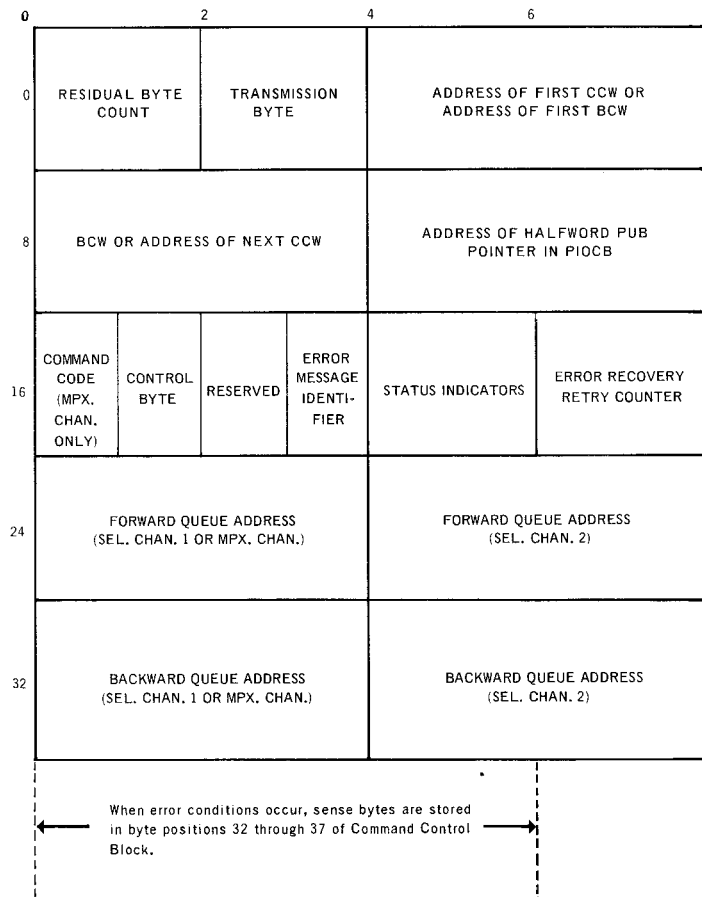 0 2 4 6
0
RESIDUAL BYTE
COUNT
TRANSMISSION
BYTE
ADDRESS OF FIRST CCW OR
ADDRESS OF FIRST BCW
8
BCW OR ADDRESS OF NEXT CCW
ADDRESS OF HALFWORD PUB
POINTER IN PIOCB
16
COMMAND
CODE
(MPX.
CHAN.
ONLY)
CONTROL
BYTE
RESERVED
ERROR
MESSAGE
IDENTI-
FIER
STATUS INDICATORS
ERROR RECOVERY
RETRY COUNTER
24
FORWARD QUEUE ADDRESS
(SEL. CHAN. 1 OR MPX. CHAN.)
FORWARD QUEUE ADDRESS
(SEL. CHAN. 2)
32
BACKWARD QUEUE ADDRESS
(SEL. CHAN. 1 OR MPX. CHAN.)
BACKWARD QUEUE ADDRESS
(SEL. CHAN. 2)
When error conditions occur, sense bytes are stored
in byte positions 32 through 37 of Command Control
Block.